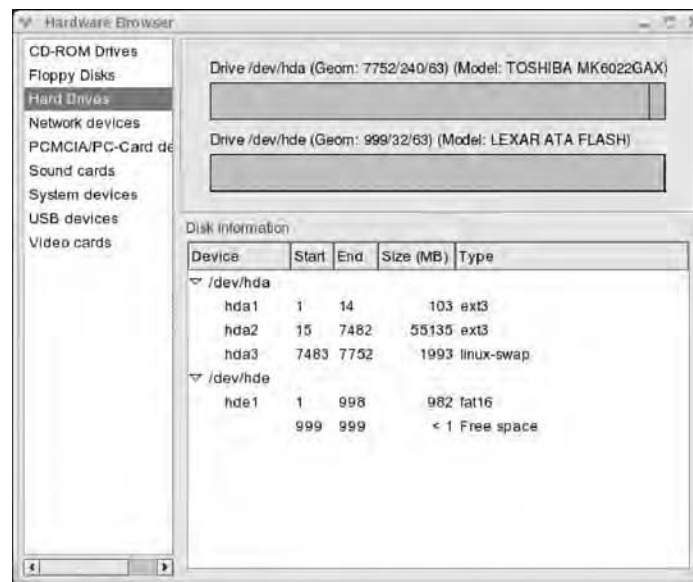 Hardware Browser
CD-ROM Drives
Floppy Disks
Hard Drives
Network devices
PCMCIA/PC-Card de
Sound cards
System devices
USB devices
Video cards
Drive /dev/hda (Geom: 7752/240/63) (Model: TOSHIBA MK6022GAX)
Drive /dev/hde (Geom: 999/32/63) (Model: LEXAR ATA FLASH)
Disk Information
Device Start End Size (MB) Type
/dev/hda
hda1 1 14 103 ext3
hda2 15 7482 55135 ext3
hda3 7483 7752 1993 linux-swap
/dev/hde
hde1 1 998 982 fat16
999 999 < 1 Free space